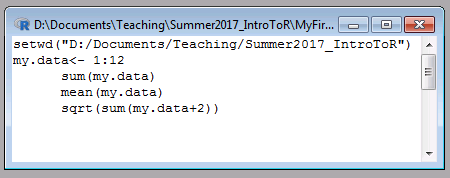 D:\Documents\Teaching\Summer2017_IntroToR\MyFir
setwd("D:/Documents/Teaching/Summer2017_IntroToR")
my.data<- 1:12
sum(my.data)
mean(my.data)
sqrt(sum(my.data+2))